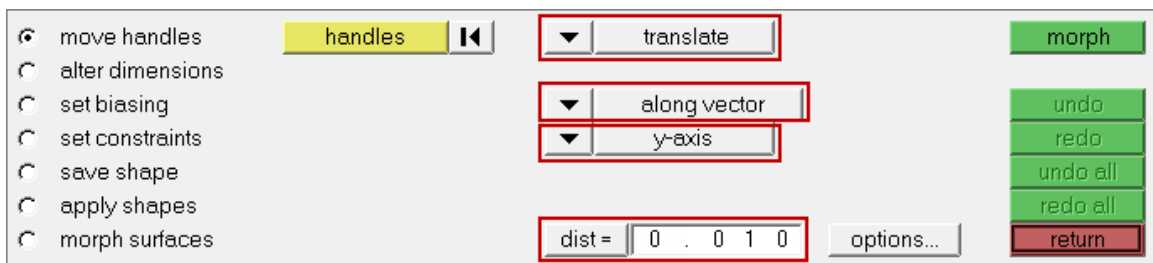 move handles handles translate morph
alter dimensions
set biasing along vector undo
set constraints y-axis redo
save shape undo all
apply shapes redo all
morph surfaces dist = 0 . 0 1 0 options... return